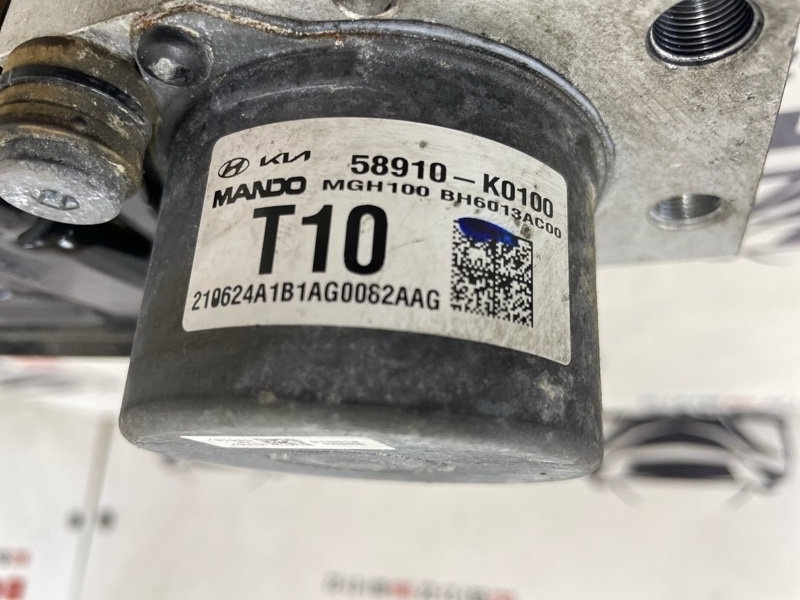 KIA 58910-K0100
MANDO MGH100 BH6013AC00
T10
210624A1B1AG0062AAG